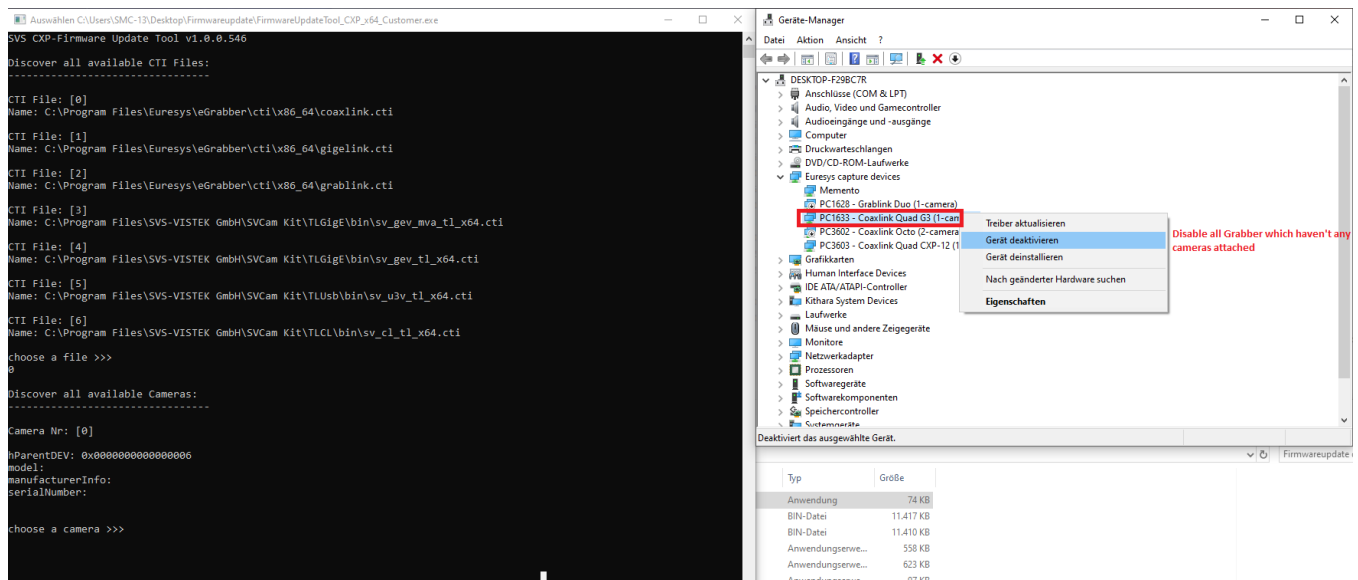 Auswählen C:\Users\SMC-13\Desktop\Firmwareupdate\FirmwareUpdateTool_CXP_x64_Customer.exe
SVS CXP-Firmware Update Tool v1.0.0.546
Discover all available CTI Files:
---------------------------------
CTI File: [0]
Name: C:\Program Files\Euresys\eGrabber\cti\x86_64\coaxlink.cti
CTI File: [1]
Name: C:\Program Files\Euresys\eGrabber\cti\x86_64\gigelink.cti
CTI File: [2]
Name: C:\Program Files\Euresys\eGrabber\cti\x86_64\grablink.cti
CTI File: [3]
Name: C:\Program Files\SVS-VISTEK GmbH\SVCam Kit\TLGigE\bin\sv_gev_mva_tl_x64.cti
CTI File: [4]
Name: C:\Program Files\SVS-VISTEK GmbH\SVCam Kit\TLGigE\bin\sv_gev_tl_x64.cti
CTI File: [5]
Name: C:\Program Files\SVS-VISTEK GmbH\SVCam Kit\TLUsb\bin\sv_u3v_tl_x64.cti
CTI File: [6]
Name: C:\Program Files\SVS-VISTEK GmbH\SVCam Kit\TLCL\bin\sv_cl_tl_x64.cti
choose a file >>>
0
Discover all available Cameras:
---------------------------------
Camera Nr: [0]
hParentDEV: 0x0000000000000006
model:
manufacturerInfo:
serialNumber:
choose a camera >>>
Geräte-Manager
Datei Aktion Ansicht ?
DESKTOP-F29BC7R
Anschlüsse (COM & LPT)
Audio, Video und Gamecontroller
Audioeingänge und -ausgänge
Computer
Druckwarteschlangen
DVD/CD-ROM-Laufwerke
Euresys capture devices
Memento
PC1628 - Grablink Duo (1-camera)
PC1633 - Coaxlink Quad G3 (1-cam
PC3602 - Coaxlink Octo (2-camera
PC3603 - Coaxlink Quad CXP-12 (1
Grafikkarten
Human Interface Devices
IDE ATA/ATAPI-Controller
Kithara System Devices
Laufwerke
Mäuse und andere Zeigegeräte
Monitore
Netzwerkadapter
Prozessoren
Softwaregeräte
Softwarekomponenten
Speichercontroller
Systemgeräte
Treiber aktualisieren
Gerät deaktivieren
Gerät deinstallieren
Nach geänderter Hardware suchen
Eigenschaften
Disable all Grabber which haven't any
cameras attached
Deaktiviert das ausgewählte Gerät.
Firmwareupdate
Typ Größe
Anwendung 74 KB
BIN-Datei 11.417 KB
BIN-Datei 11.410 KB
Anwendungserwe... 558 KB
Anwendungserwe... 623 KB
Anwendungserwe... 97 KB